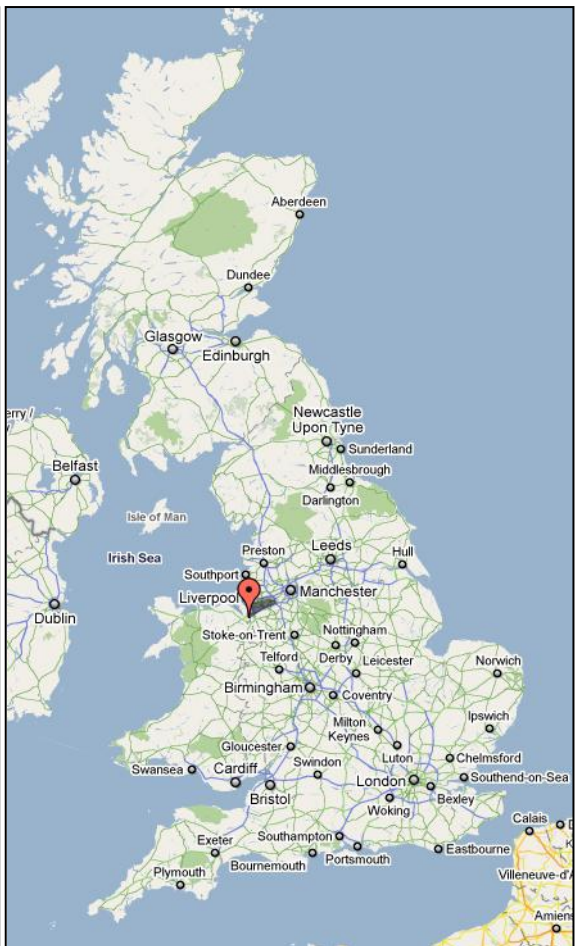 Aberdeen
Dundee
Glasgow
Edinburgh
erry /
Newcastle
Upon Tyne
Sunderland
Belfast
Middlesbrough
Darlington
Isle of Man
Irish Sea
Preston
Leeds
Hull
Southport
Liverpool
Manchester
Dublin
Stoke-on-Trent
Nottingham
Telford
Derby
Leicester
Norwich
Birmingham
Coventry
Milton
Keynes
Ipswich
Gloucester
Luton
Chelmsford
Swansea
Cardiff
Swindon
London
Southend-on-Sea
Bristol
Woking
Bexley
Calais
D
Exeter
Southampton
Bournemouth
Portsmouth
Eastbourne
Plymouth
Villeneuve-d'A
Amiens